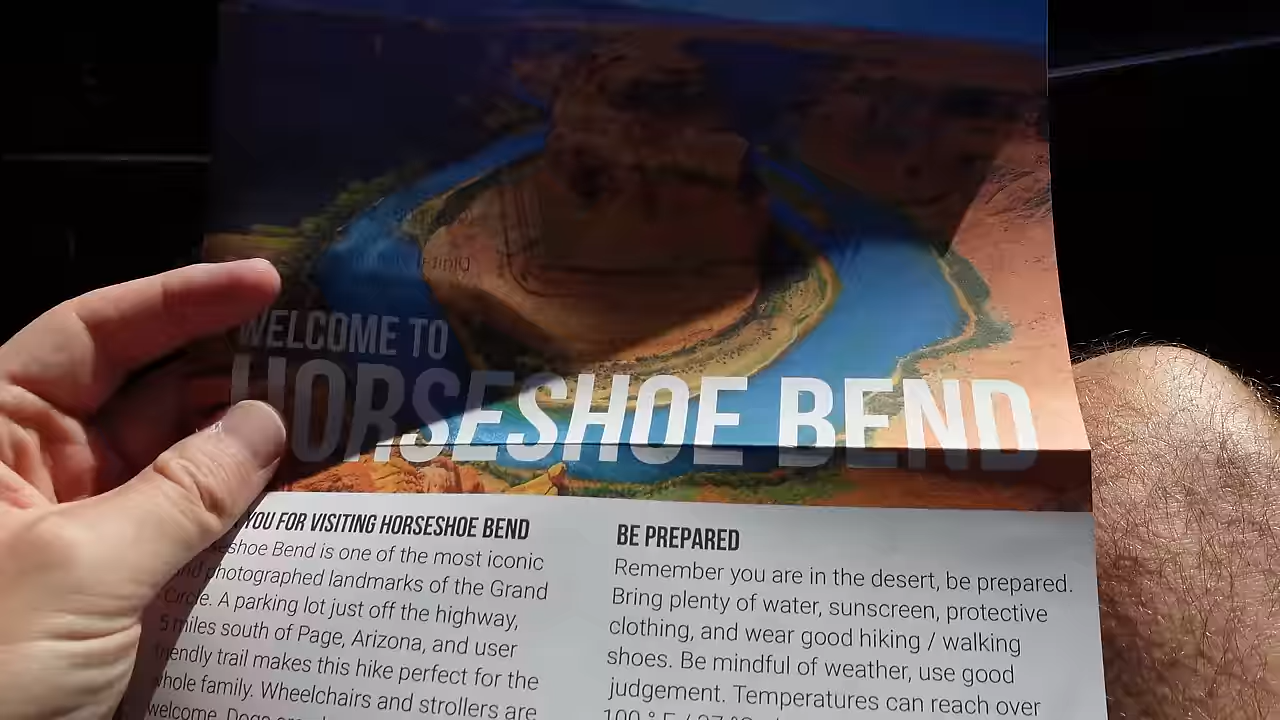 WELCOME TO
HORSESHOE BEND
YOU FOR VISITING HORSESHOE BEND
seshoe Bend is one of the most iconic
and photographed landmarks of the Grand
Circle. A parking lot just off the highway,
5 miles south of Page, Arizona, and user
friendly trail makes this hike perfect for the
whole family. Wheelchairs and strollers are
welcome. Dogs
BE PREPARED
Remember you are in the desert, be prepared.
Bring plenty of water, sunscreen, protective
clothing, and wear good hiking / walking
shoes. Be mindful of weather, use good
judgement. Temperatures can reach over
100 ° F /